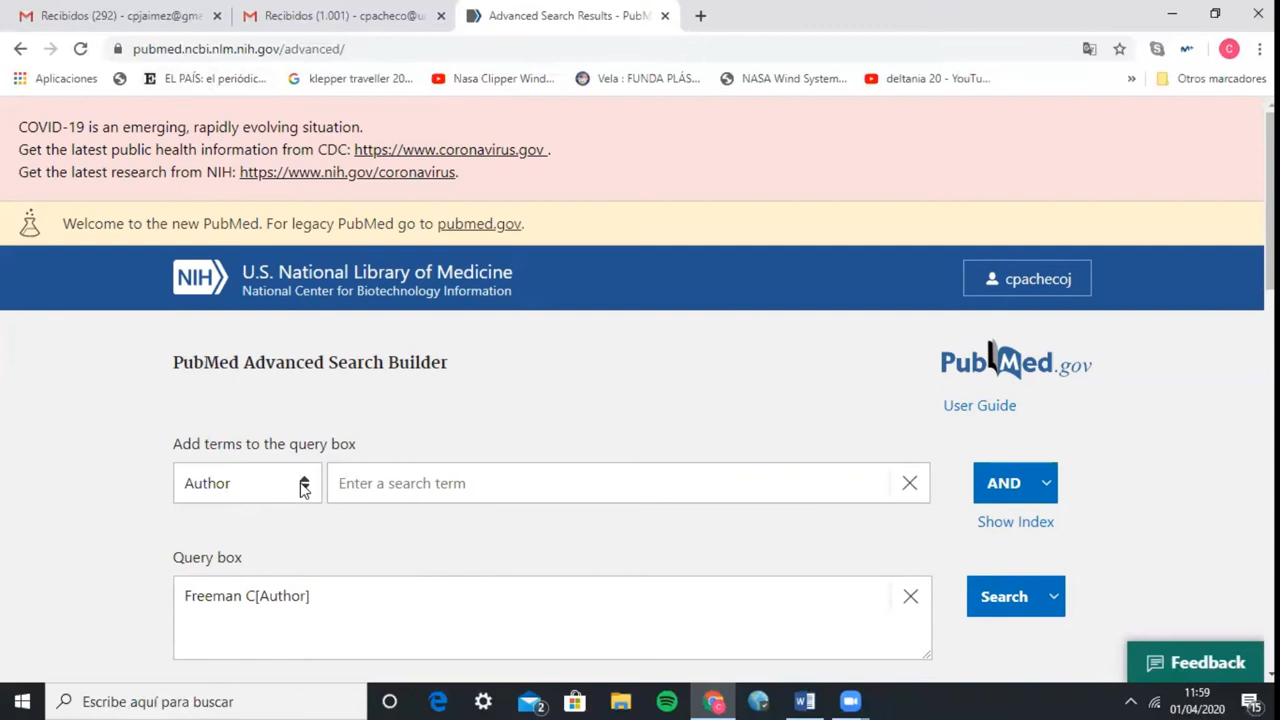 Recibidos (292) - cpjaimez@gma
Recibidos (1.001) - cpacheco@u
Advanced Search Results - PubM
pubmed.ncbi.nlm.nih.gov/advanced/
C
Aplicaciones
EL PAÍS: el periódic...
klepper traveller 20...
Nasa Clipper Wind...
Vela : FUNDA PLÁS...
NASA Wind System...
deltania 20 - YouTu...
»
Otros marcadores
COVID-19 is an emerging, rapidly evolving situation.
Get the latest public health information from CDC: https://www.coronavirus.gov .
Get the latest research from NIH: https://www.nih.gov/coronavirus.
Welcome to the new PubMed. For legacy PubMed go to pubmed.gov.
NIH
U.S. National Library of Medicine
National Center for Biotechnology Information
cpachecoj
PubMed Advanced Search Builder
PubMed.gov
User Guide
Add terms to the query box
Author
Enter a search term
AND
Show Index
Query box
Freeman C[Author]
Search
Feedback
Escribe aquí para buscar
2
11:59
01/04/2020
15